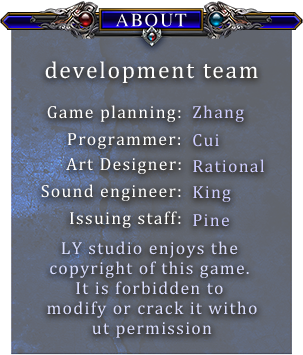 ABOUT
development team
Game planning: Zhang
Programmer: Cui
Art Designer: Rational
Sound engineer: King
Issuing staff: Pine
LY studio enjoys the
copyright of this game.
It is forbidden to
modify or crack it witho
ut permission